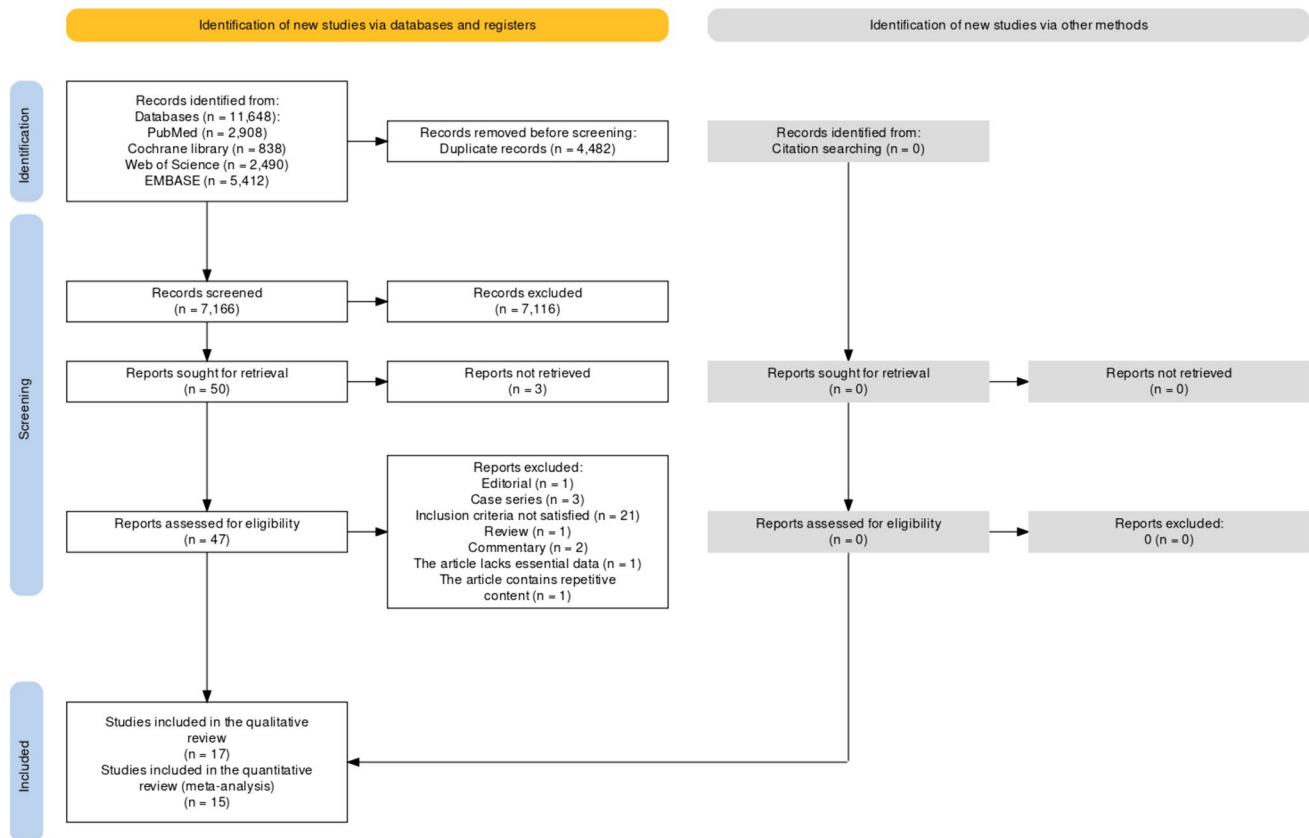 Identification of new studies via databases and registers
Identification of new studies via other methods
Identification
Records identified from:
Databases (n = 11,648):
PubMed (n = 2,908)
Cochrane library (n = 838)
Web of Science (n = 2,490)
EMBASE (n = 5,412)
Records removed before screening:
Duplicate records (n = 4,482)
Records identified from:
Citation searching (n = 0)
Screening
Records screened
(n = 7,166)
Records excluded
(n = 7,116)
Reports sought for retrieval
(n = 50)
Reports not retrieved
(n = 3)
Reports sought for retrieval
(n = 0)
Reports not retrieved
(n = 0)
Reports assessed for eligibility
(n = 47)
Reports excluded:
Editorial (n = 1)
Case series (n = 3)
Inclusion criteria not satisfied (n = 21)
Review (n = 1)
Commentary (n = 2)
The article lacks essential data (n = 1)
The article contains repetitive
content (n = 1)
Reports assessed for eligibility
(n = 0)
Reports excluded:
0 (n = 0)
Included
Studies included in the qualitative
review
(n = 17)
Studies included in the quantitative
review (meta-analysis)
(n = 15)